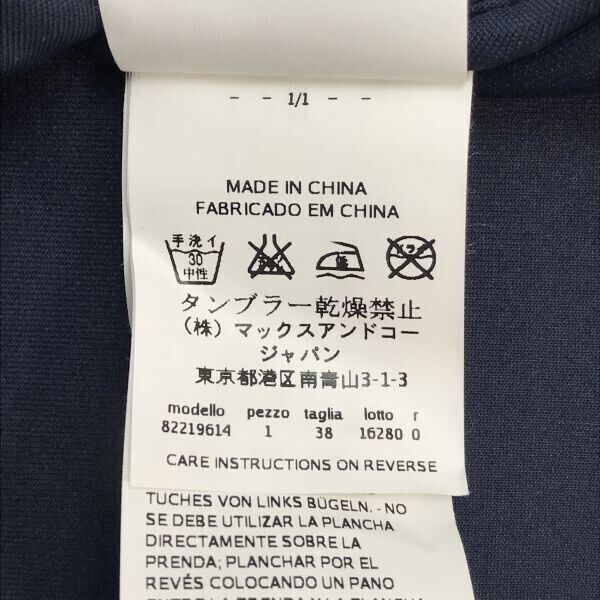 - - 1/1 - -
MADE IN CHINA
FABRICADO EM CHINA
手洗イ
30
中性
低
タンブラー乾燥禁止
(株) マックスアンドコー
ジャパン
東京都港区南青山3-1-3
modello pezzo taglia lotto r
82219614 1 38 16280 0
CARE INSTRUCTIONS ON REVERSE
TUCHES VON LINKS BÜGELN. - NO
SE DEBE UTILIZAR LA PLANCHA
DIRECTAMENTE SOBRE LA
PRENDA; PLANCHAR POR EL
REVÉS COLOCANDO UN PANO